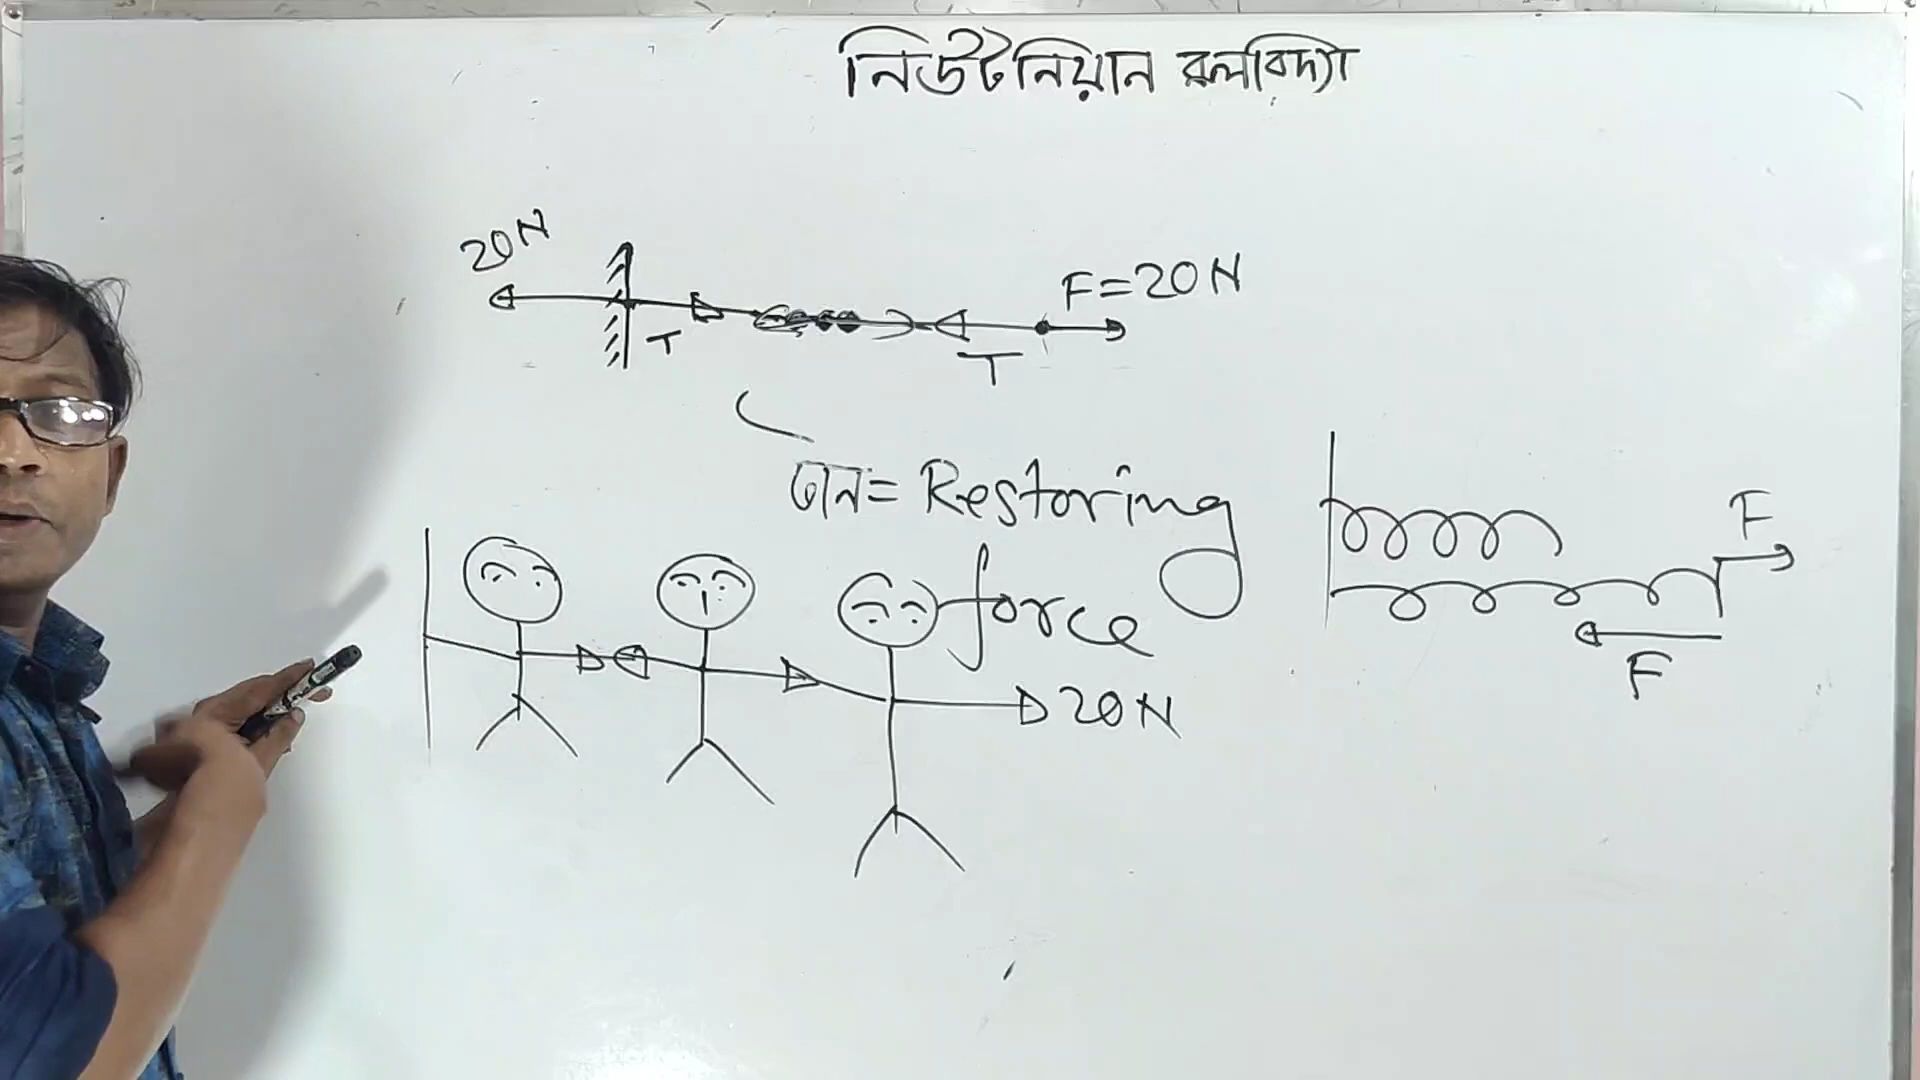 নিউটনিয়ান বলবিদ্যা
20N
F=20N
T
T
টান= Restoring
force
F
20N
F